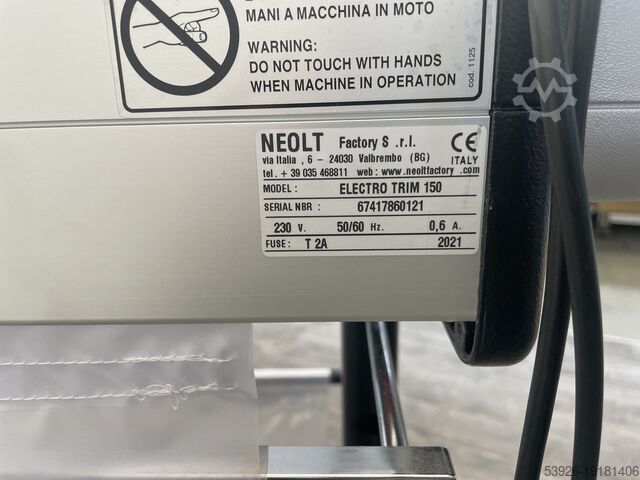 MANI A MACCHINA IN MOTO
WARNING:
DO NOT TOUCH WITH HANDS
WHEN MACHINE IN OPERATION
cod. 1125
NEOLT Factory S .r.l. CE
via Italia , 6 - 24030 Valbrembo (BG) ITALY
tel. + 39 035 468811 web: www.neoltfactory .com
MODEL : ELECTRO TRIM 150
SERIAL NBR : 67417860121
230 V. 50/60 Hz. 0,6 A.
FUSE : T 2A 2021
53926-19181406